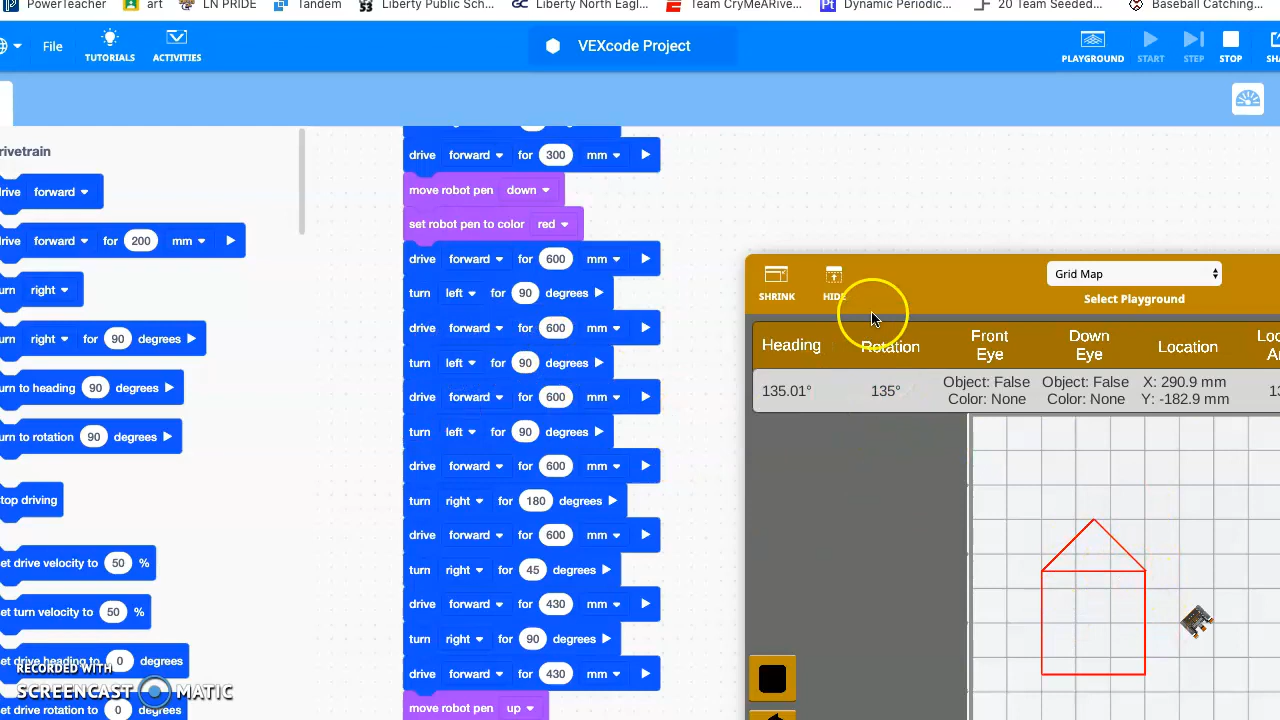 PowerTeacher art LN PRIDE Tandem Liberty Public Sch... Liberty North Eagl... Team CryMeARive... Dynamic Periodic... 20 Team Seeded... Baseball Catching...
File VEXcode Project
TUTORIALS ACTIVITIES PLAYGROUND START STEP STOP SHA
rivetrain
rive forward
rive forward for 200 mm
urn right
urn right for 90 degrees
urn to heading 90 degrees
urn to rotation 90 degrees
top driving
et drive velocity to 50 %
et turn velocity to 50 %
et drive heading to 0 degrees
et drive rotation to 0 degrees
RECORDED WITH
SCREENCAST MATIC
drive forward for 300 mm
move robot pen down
set robot pen to color red
drive forward for 600 mm
turn left for 90 degrees
drive forward for 600 mm
turn left for 90 degrees
drive forward for 600 mm
turn left for 90 degrees
drive forward for 600 mm
turn right for 180 degrees
drive forward for 600 mm
turn right for 45 degrees
drive forward for 430 mm
turn right for 90 degrees
drive forward for 430 mm
move robot pen up
SHRINK HIDE
Grid Map
Select Playground
Heading Rotation Front Eye Down Eye Location Loc
135.01° 135° Object: False Color: None Object: False Color: None X: 290.9 mm Y: -182.9 mm 13